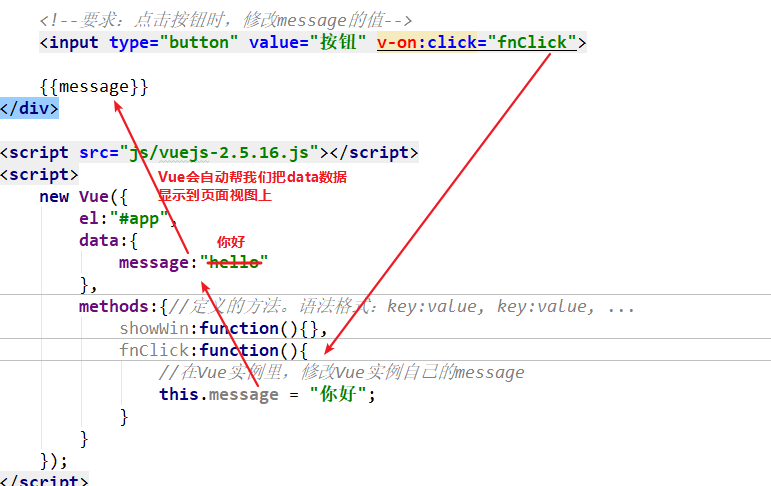 <!--要求：点击按钮时，修改message的值-->
<input type="button" value="按钮" v-on:click="fnClick">
{{message}}
</div>
<script src="js/vuejs-2.5.16.js"></script>
<script>
Vue会自动帮我们把data数据
显示到页面视图上
new Vue({
el:"#app",
data:{
你好
message:"hello"
},
methods:{//定义的方法。语法格式：key:value, key:value, ...
showWin:function(){},
fnClick:function(){
//在Vue实例里，修改Vue实例自己的message
this.message = "你好";
}
}
});
</script>